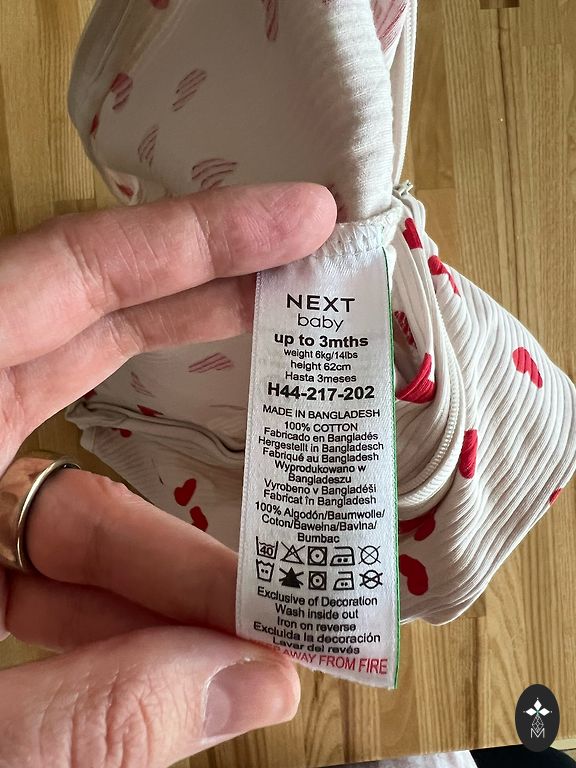 NEXT
baby
up to 3mths
weight 6kg/14lbs
height 62cm
Hasta 3meses
H44-217-202
MADE IN BANGLADESH
100% COTTON
Fabricado en Bangladés
Hergestellt in Bangladesch
Fabriqué au Bangladesh
Wyprodukowano w
Bangladeszu
Vyrobeno v Bangladéši
Fabricat în Bangladesh
100% Algodón/Baumwolle/
Coton/Bawełna/Bavlna/
Bumbac
40
Exclusive of Decoration
Wash inside out
Iron on reverse
Excluida la decoración
Lavar del revés
AWAY FROM FIRE
M